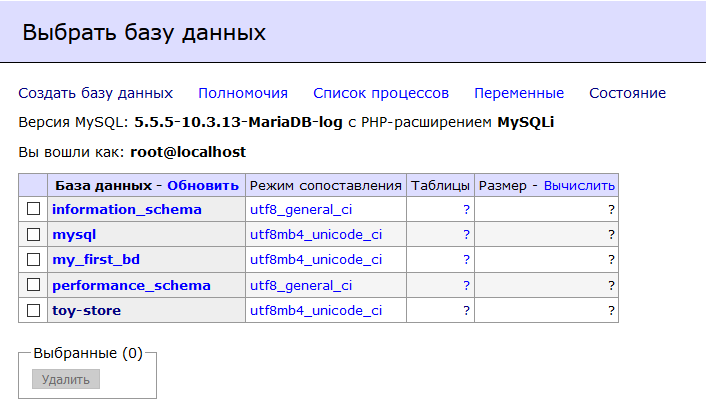 Выбрать базу данных
Создать базу данных Полномочия Список процессов Переменные Состояние
Версия MySQL: 5.5.5-10.3.13-MariaDB-log с PHP-расширением MySQLi
Вы вошли как: root@localhost
База данных - Обновить Режим сопоставления Таблицы Размер - Вычислить
information_schema utf8_general_ci ? ?
mysql utf8mb4_unicode_ci ? ?
my_first_bd utf8mb4_unicode_ci ? ?
performance_schema utf8_general_ci ? ?
toy-store utf8mb4_unicode_ci ? ?
Выбранные (0)
Удалить